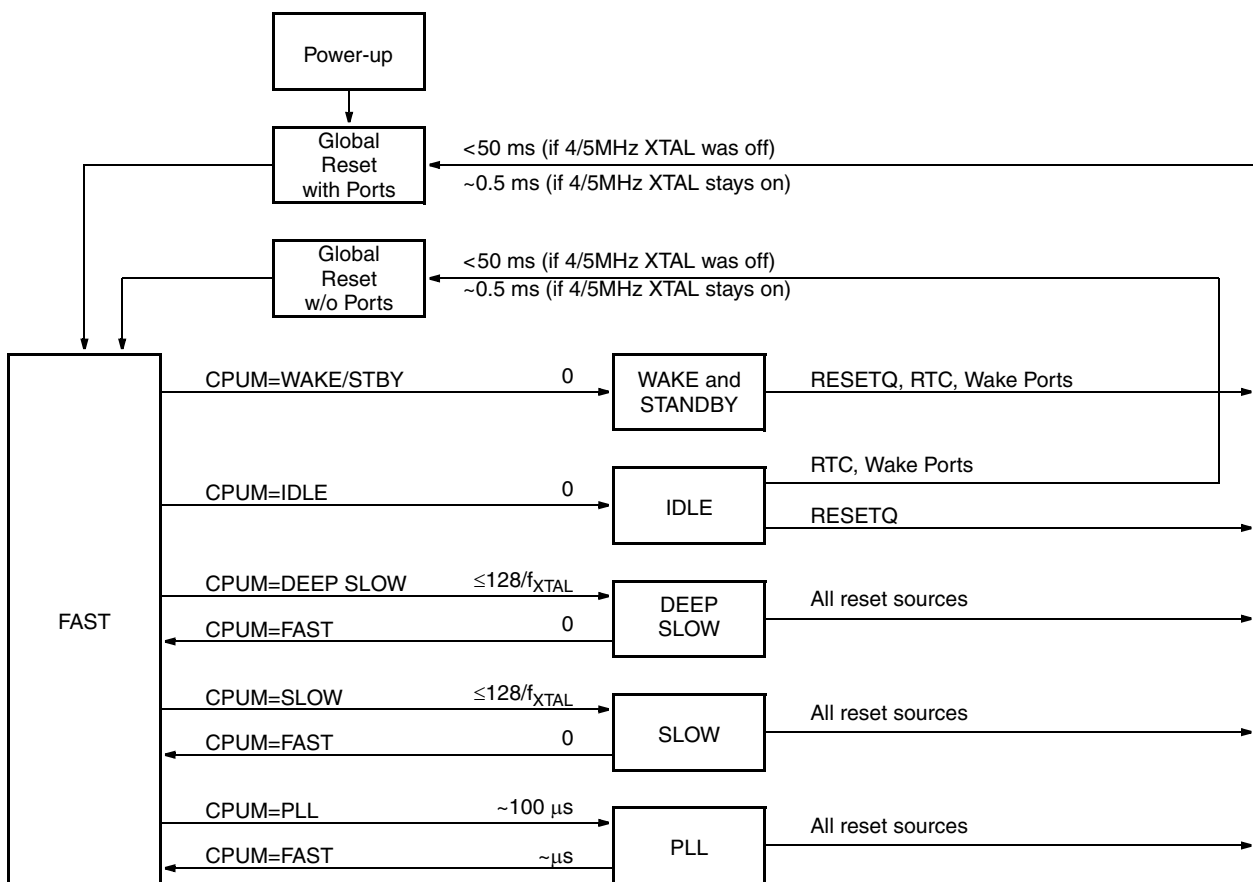 Power-up
Global
Reset
with Ports
<50 ms (if 4/5MHz XTAL was off)
~0.5 ms (if 4/5MHz XTAL stays on)
Global
Reset
w/o Ports
<50 ms (if 4/5MHz XTAL was off)
~0.5 ms (if 4/5MHz XTAL stays on)
FAST
CPUM=WAKE/STBY 0
WAKE and
STANDBY
RESETQ, RTC, Wake Ports
CPUM=IDLE 0
IDLE
RTC, Wake Ports
RESETQ
CPUM=DEEP SLOW ≤128/fXTAL
CPUM=FAST 0
DEEP
SLOW
All reset sources
CPUM=SLOW ≤128/fXTAL
CPUM=FAST 0
SLOW
All reset sources
CPUM=PLL ~100 μs
CPUM=FAST ~μs
PLL
All reset sources